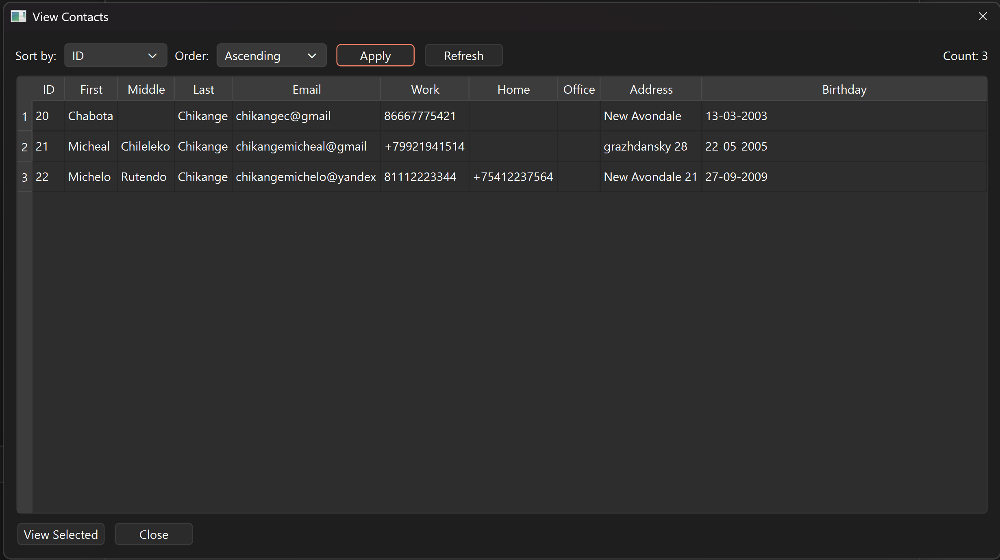 View Contacts
Sort by: ID Order: Ascending Apply Refresh Count: 3
ID First Middle Last Email Work Home Office Address Birthday
1 20 Chabota Chikange chikangec@gmail 86667775421 New Avondale 13-03-2003
2 21 Micheal Chileleko Chikange chikangemicheal@gmail +79921941514 grazhdansky 28 22-05-2005
3 22 Michelo Rutendo Chikange chikangemichelo@yandex 81112223344 +75412237564 New Avondale 21 27-09-2009
View Selected Close